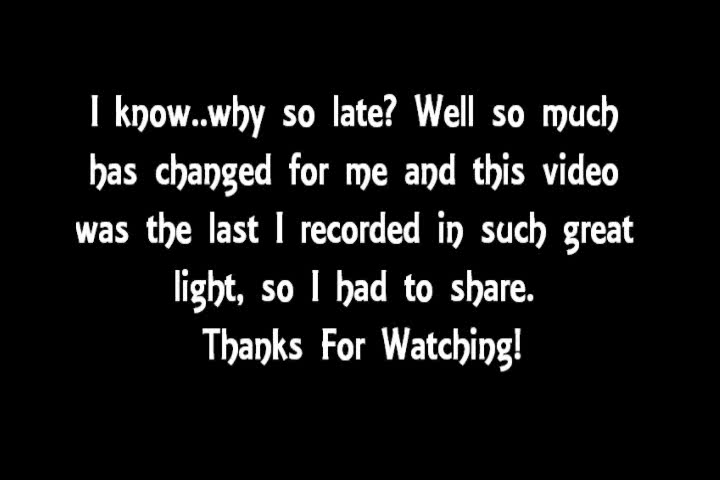 I know..why so late? Well so much
has changed for me and this video
was the last I recorded in such great
light, so I had to share.
Thanks For Watching!